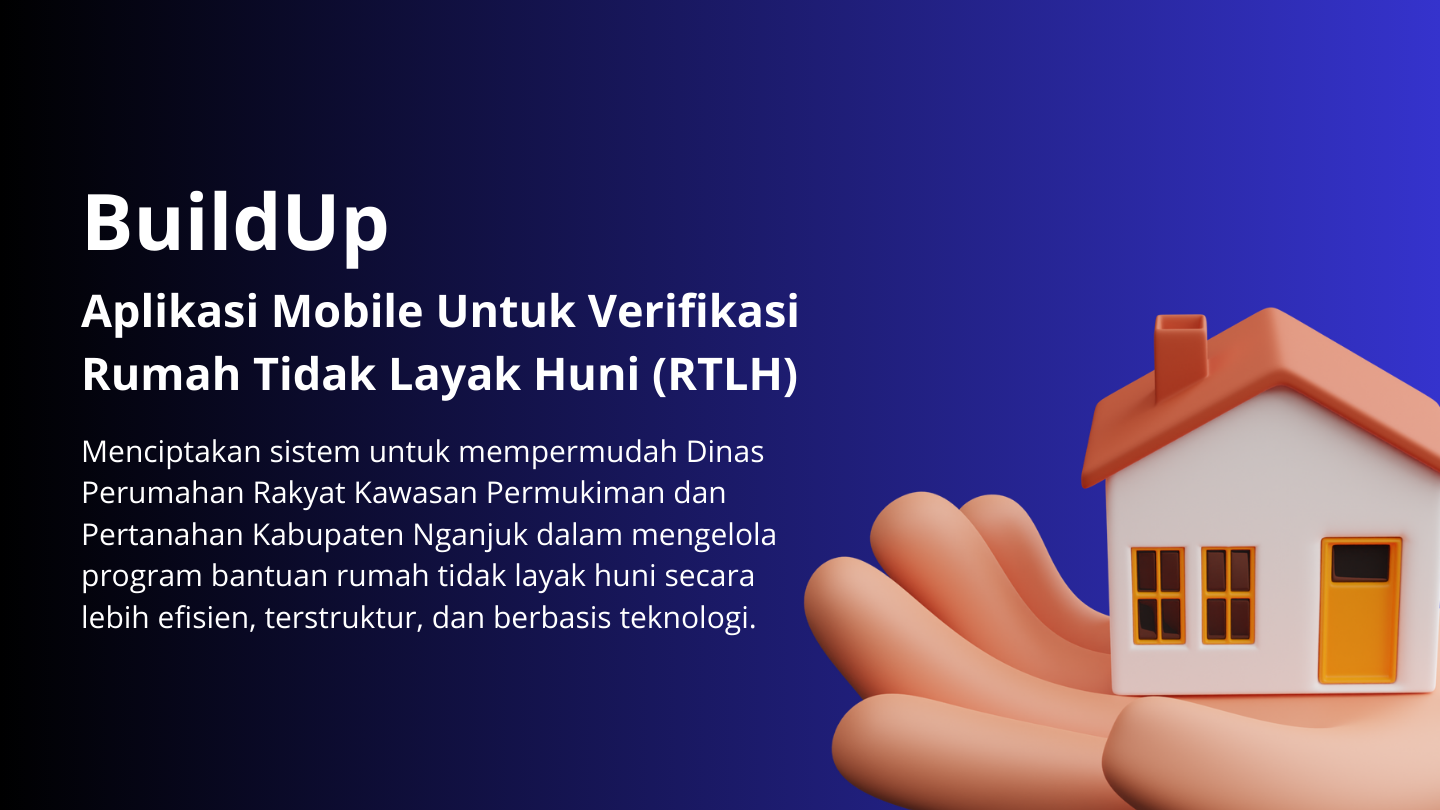 BuildUp
Aplikasi Mobile Untuk Verifikasi
Rumah Tidak Layak Huni (RTLH)
Menciptakan sistem untuk mempermudah Dinas
Perumahan Rakyat Kawasan Permukiman dan
Pertanahan Kabupaten Nganjuk dalam mengelola
program bantuan rumah tidak layak huni secara
lebih efisien, terstruktur, dan berbasis teknologi.